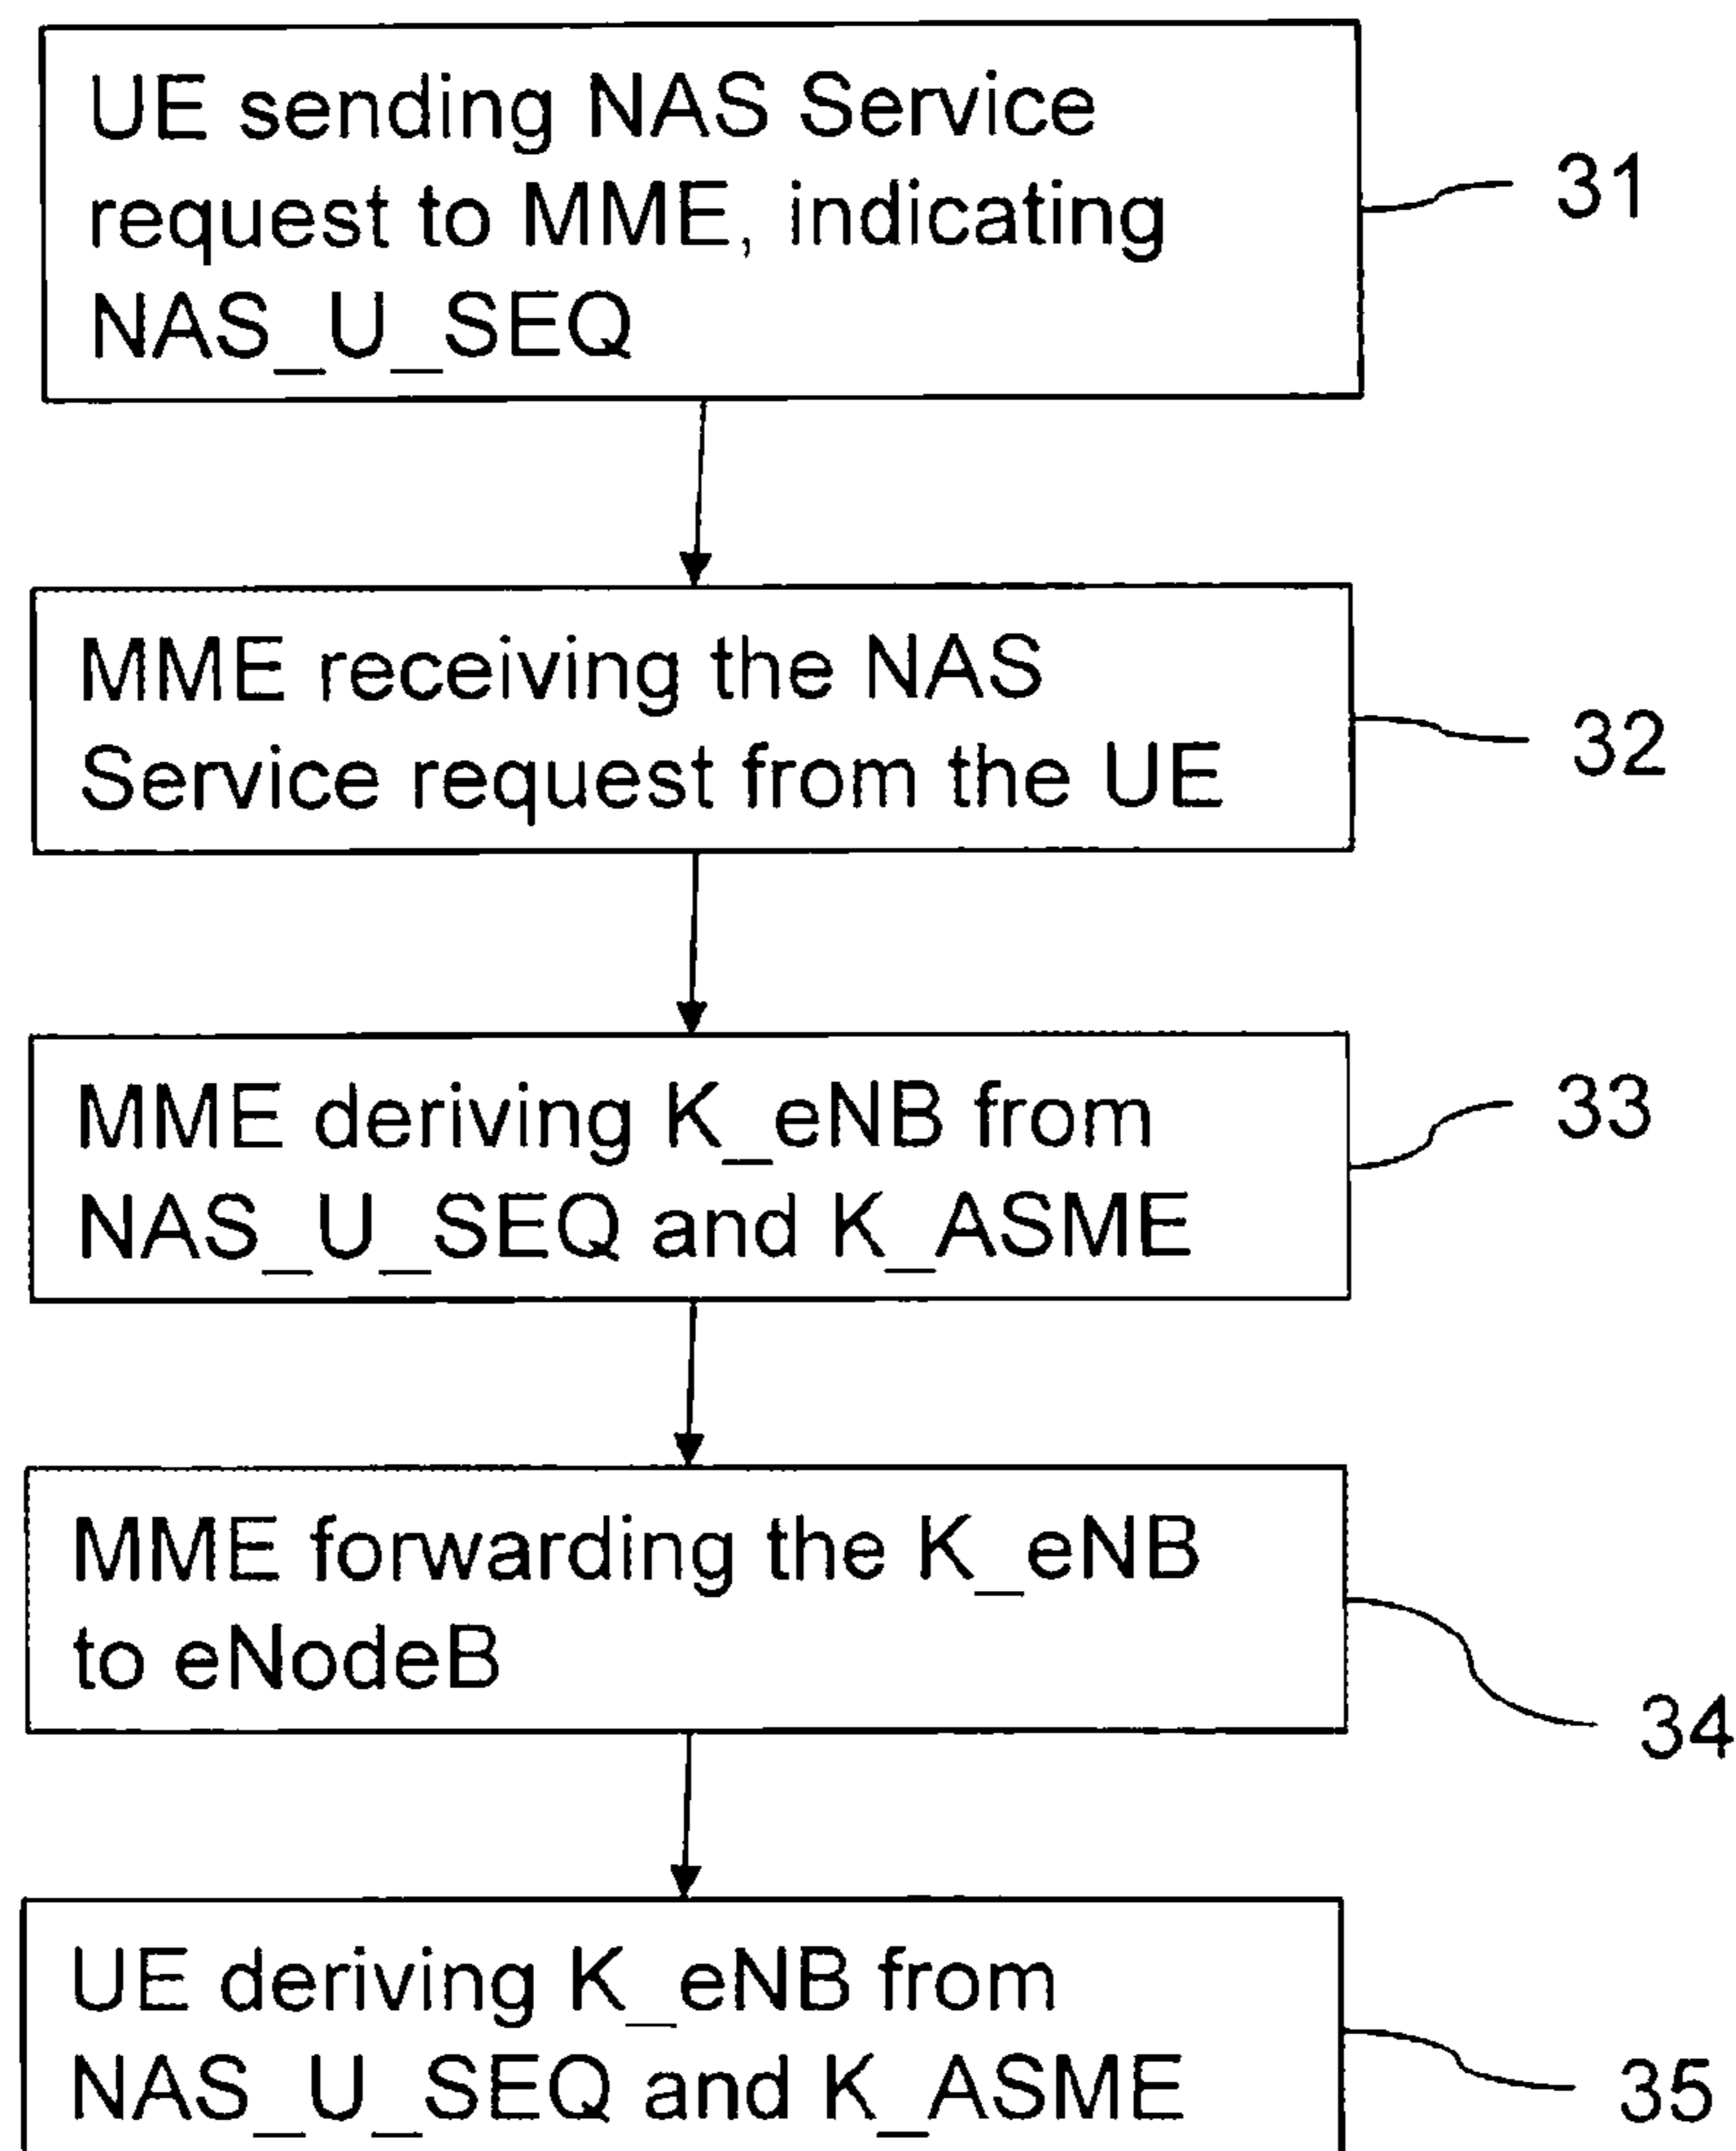 UE sending NAS Service
request to MME, indicating
NAS_U_SEQ
31
MME receiving the NAS
Service request from the UE
32
MME deriving K_eNB from
NAS_U_SEQ and K_ASME
33
MME forwarding the K_eNB
to eNodeB
34
UE deriving K_eNB from
NAS_U_SEQ and K_ASME
35